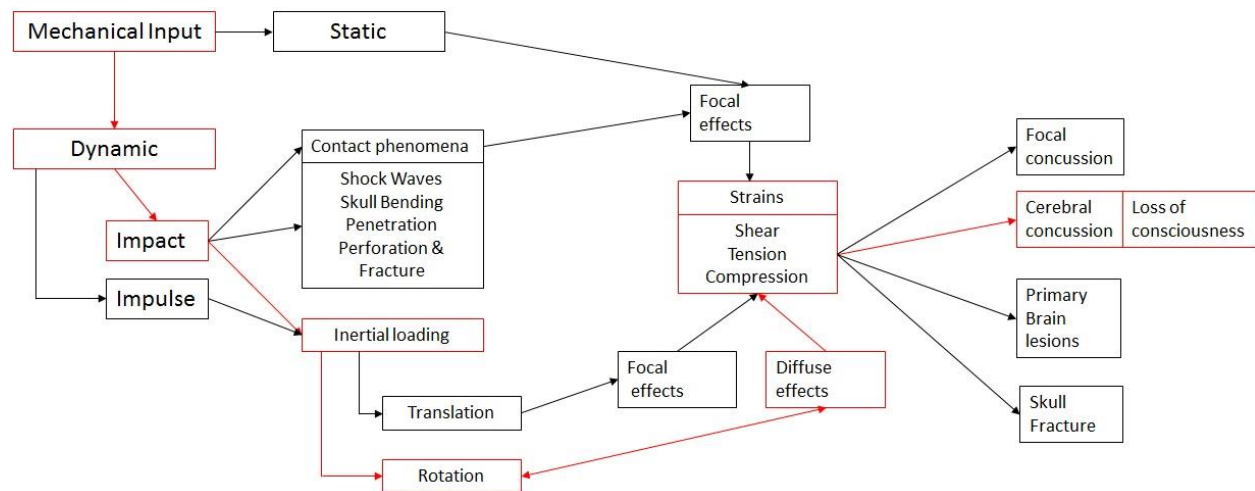 Mechanical Input
Static
Dynamic
Impact
Impulse
Contact phenomena
Shock Waves
Skull Bending
Penetration
Perforation &
Fracture
Inertial loading
Translation
Rotation
Focal
effects
Strains
Shear
Tension
Compression
Focal
effects
Diffuse
effects
Focal
concussion
Cerebral
concussion
Loss of
consciousness
Primary
Brain
lesions
Skull
Fracture